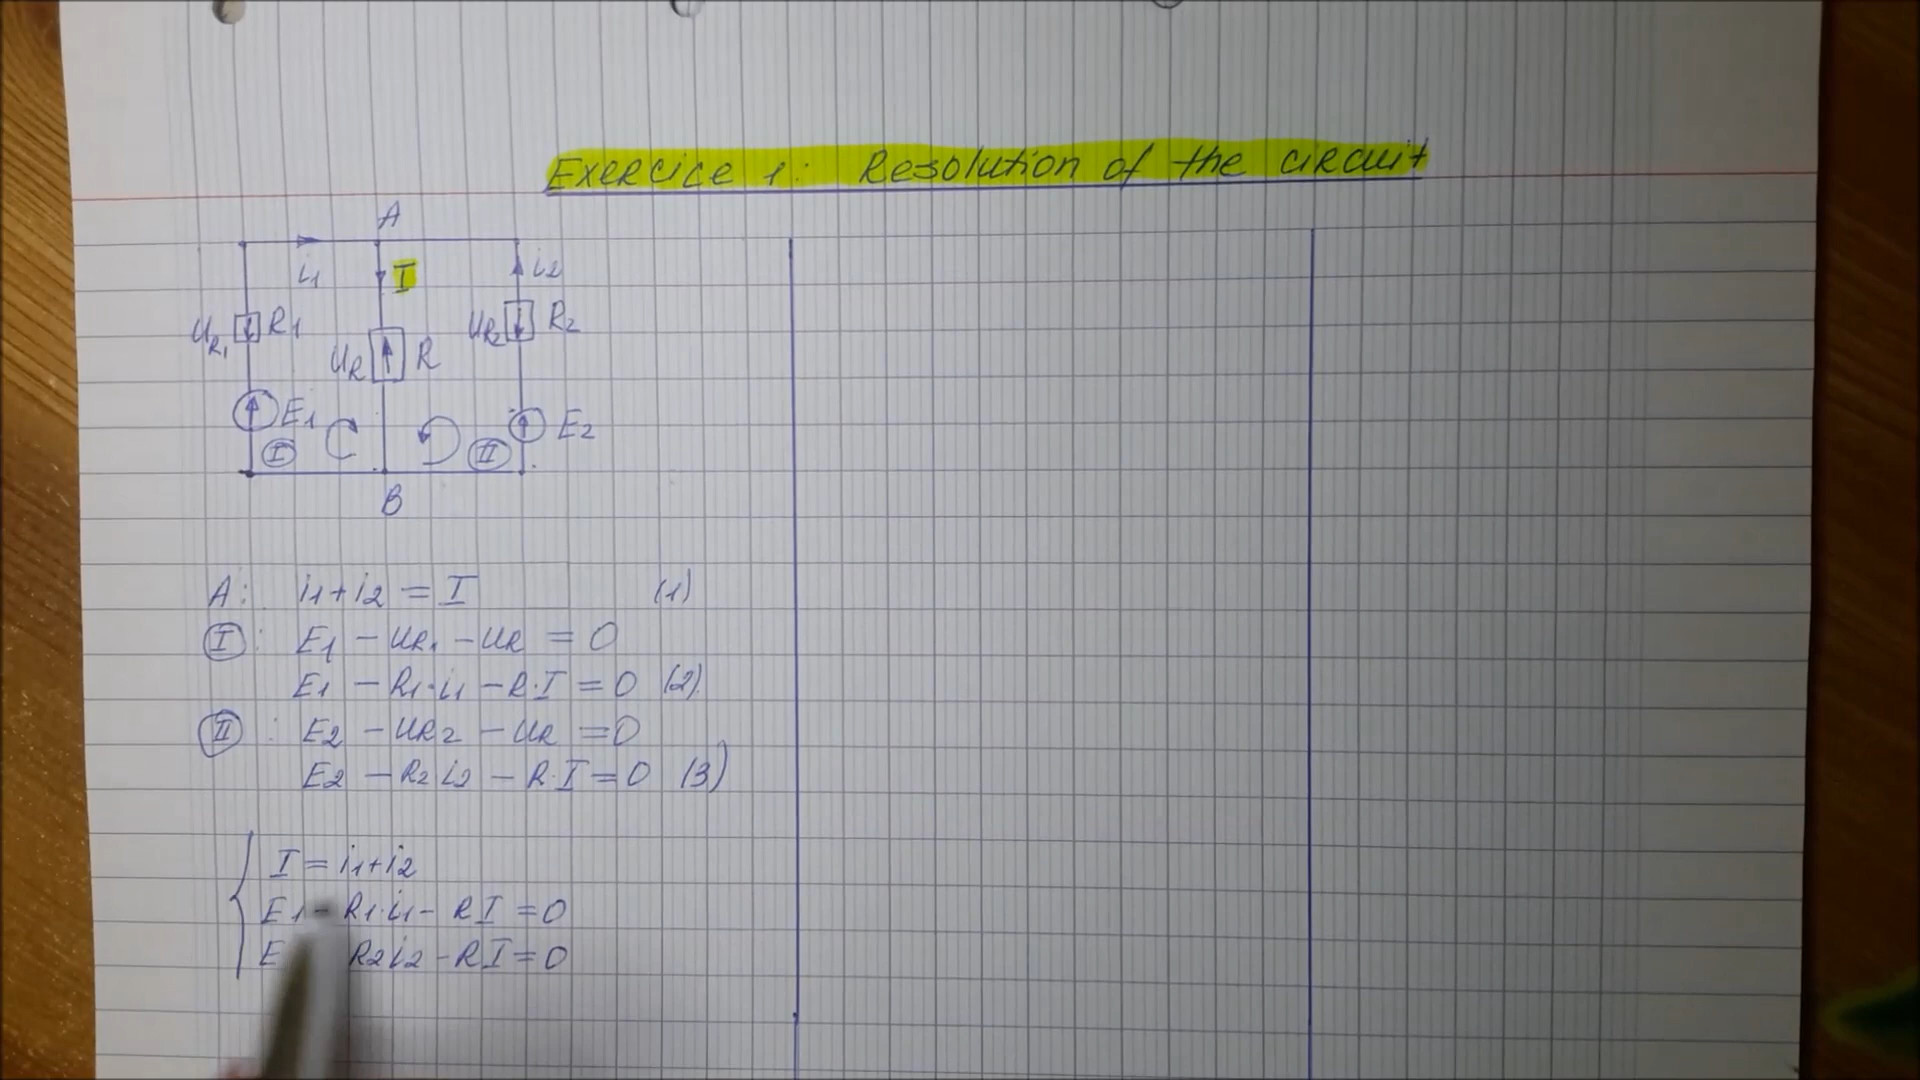 Exercice 1: Resolution of the circuit
A
i1
I
i2
UR1
R1
UR
R
UR2
R2
E1
E2
I
II
B
A: i1+i2 = I (1)
I: E1 - UR1 - UR = 0
E1 - R1·i1 - R·I = 0 (2).
II: E2 - UR2 - UR = 0
E2 - R2 i2 - R·I = 0 (3)
I = i1+i2
E1 - R1·i1 - RI = 0
E R2i2 - RI = 0